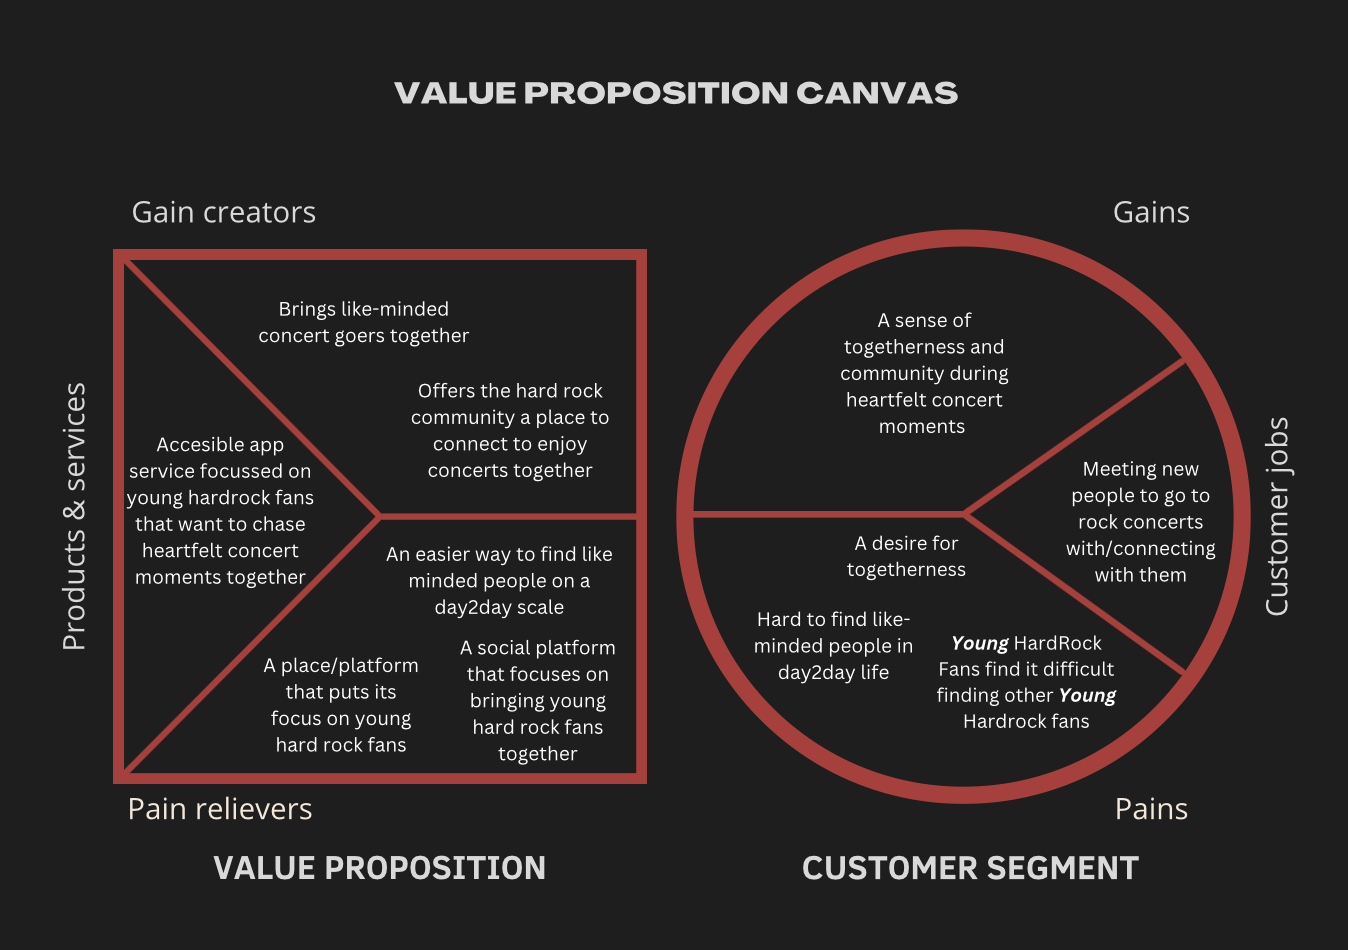 VALUE PROPOSITION CANVAS
Gain creators
Brings like-minded
concert goers together
Offers the hard rock
community a place to
connect to enjoy
concerts together
Products & services
Accesible app
service focussed on
young hardrock fans
that want to chase
heartfelt concert
moments together
An easier way to find like
minded people on a
day2day scale
A place/platform
that puts its
focus on young
hard rock fans
A social platform
that focuses on
bringing young
hard rock fans
together
Pain relievers
VALUE PROPOSITION
Gains
A sense of
togetherness and
community during
heartfelt concert
moments
Meeting new
people to go to
rock concerts
with/connecting
with them
Customer jobs
A desire for
togetherness
Hard to find like-
minded people in
day2day life
Young HardRock
Fans find it difficult
finding other Young
Hardrock fans
Pains
CUSTOMER SEGMENT